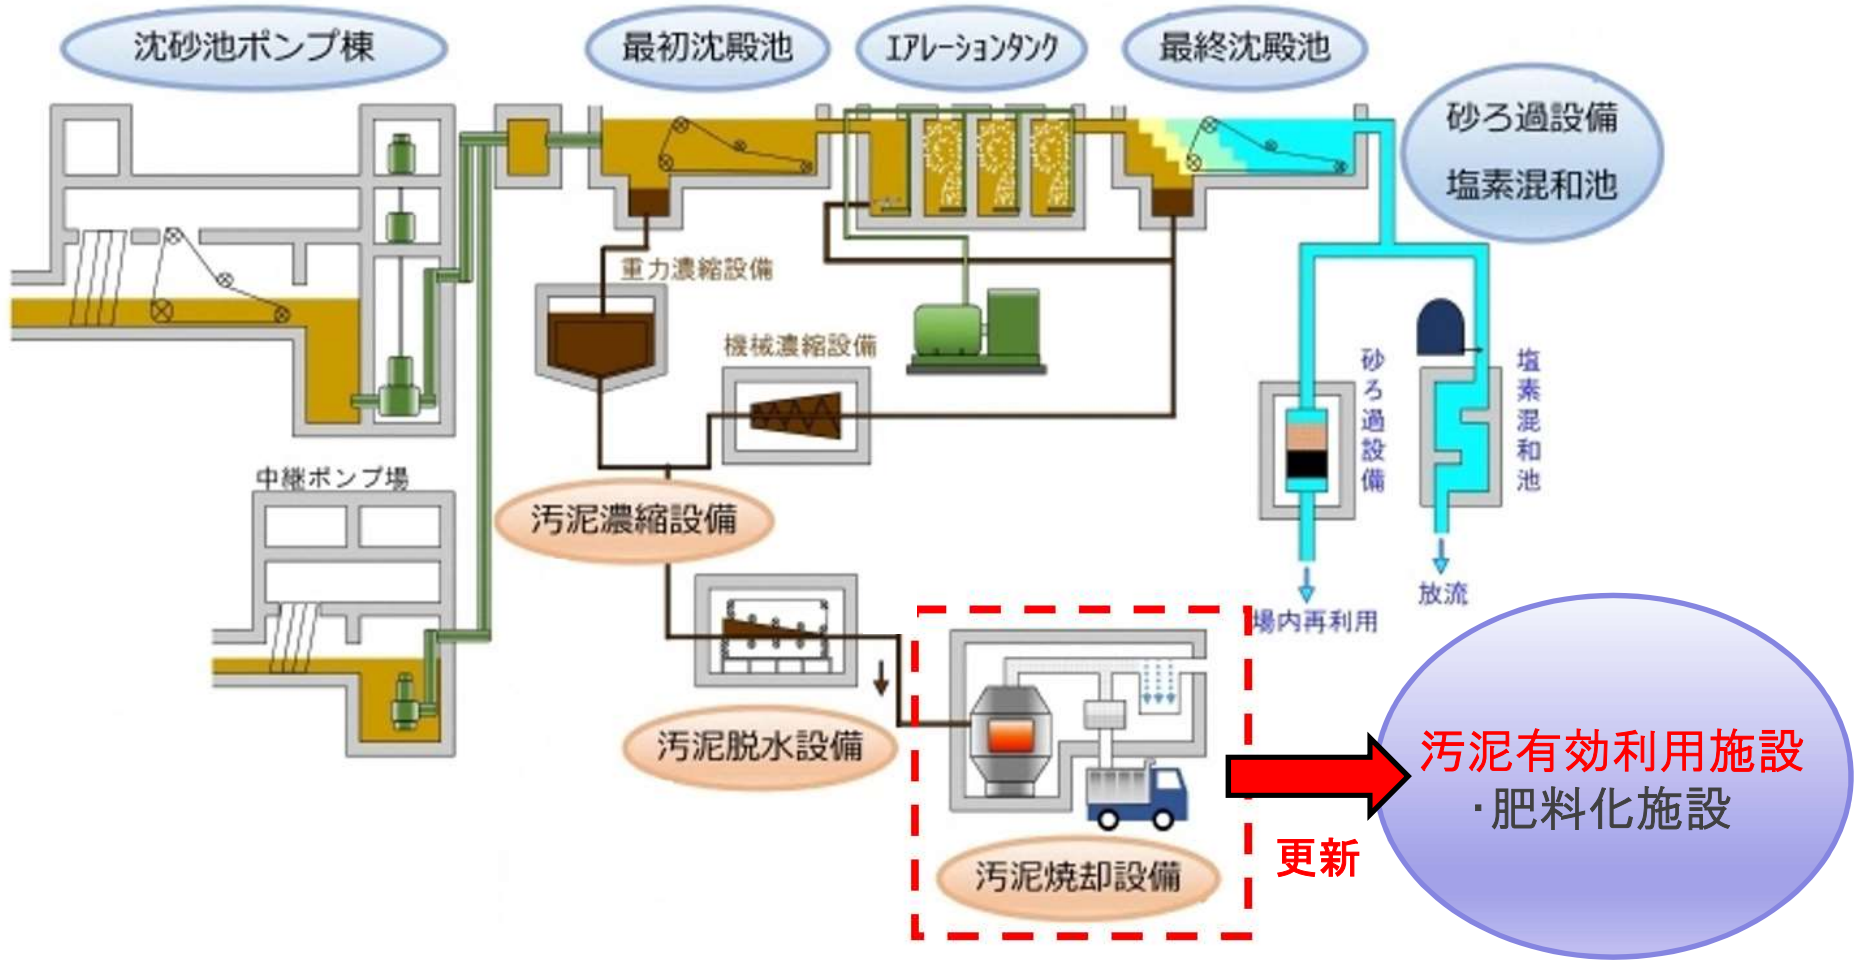 沈砂池ポンプ棟
最初沈殿池
エアレーションタンク
最終沈殿池
砂ろ過設備
塩素混和池
重力濃縮設備
機械濃縮設備
砂ろ過設備
塩素混和池
中継ポンプ場
汚泥濃縮設備
放流
場内再利用
汚泥脱水設備
汚泥有効利用施設
・肥料化施設
更新
汚泥焼却設備